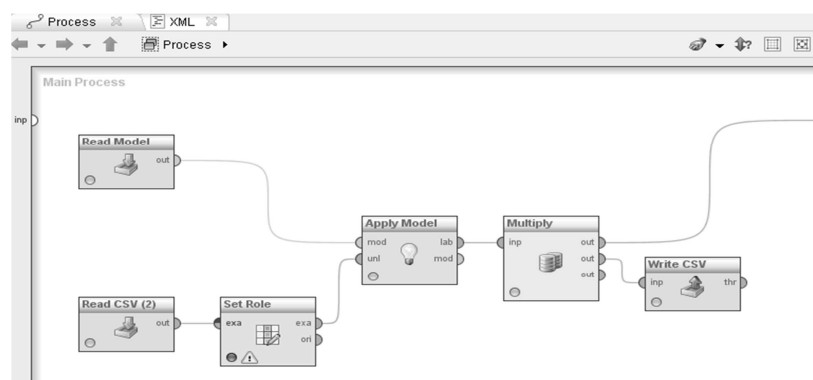 Process
XML
Process
Main Process
inp
Read Model
out
Apply Model
mod
lab
unl
mod
Multiply
inp
out
out
out
Write CSV
inp
thr
Read CSV (2)
out
Set Role
exa
exa
ori